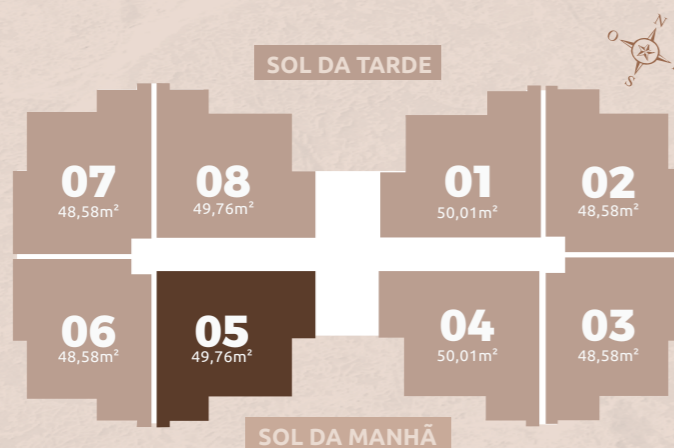 N
O
S
SOL DA TARDE
07
48,58m²
08
49,76m²
01
50,01m²
02
48,58m²
06
48,58m²
05
49,76m²
04
50,01m²
03
48,58m²
SOL DA MANHÃ